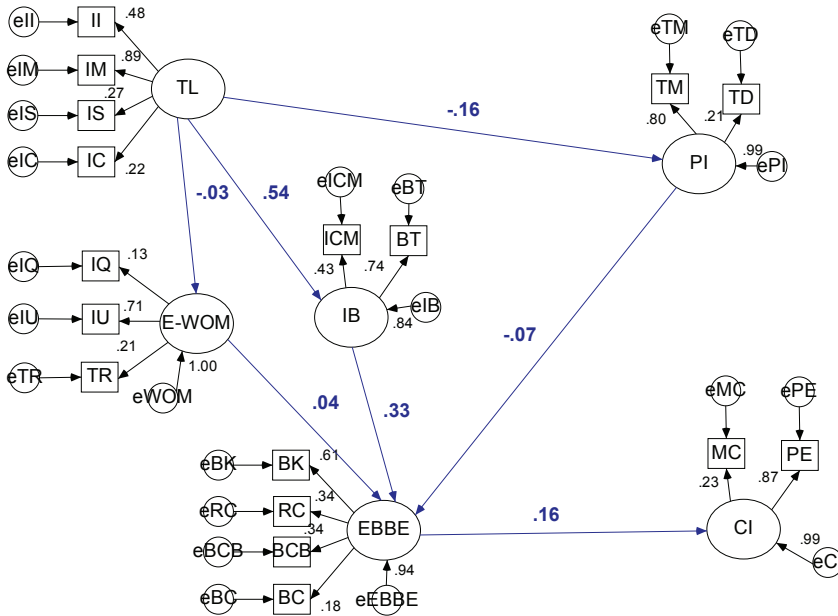 eII
II
.48
eIM
IM
.89
eIS
IS
.27
eIC
IC
.22
TL
-.16
eTM
eTD
TM
TD
.80
.21
PI
.99
ePI
-.03
.54
eICM
eBT
ICM
BT
.43
.74
IB
.84
eIB
eIQ
IQ
.13
eIU
IU
.71
E-WOM
eTR
TR
.21
1.00
eWOM
-.07
.04
.33
eBK
BK
.61
eRC
RC
.34
eBCB
BCB
.34
eBC
BC
.18
EBBE
.94
eEBBE
.16
eMC
ePE
MC
PE
.23
.87
CI
.99
eC